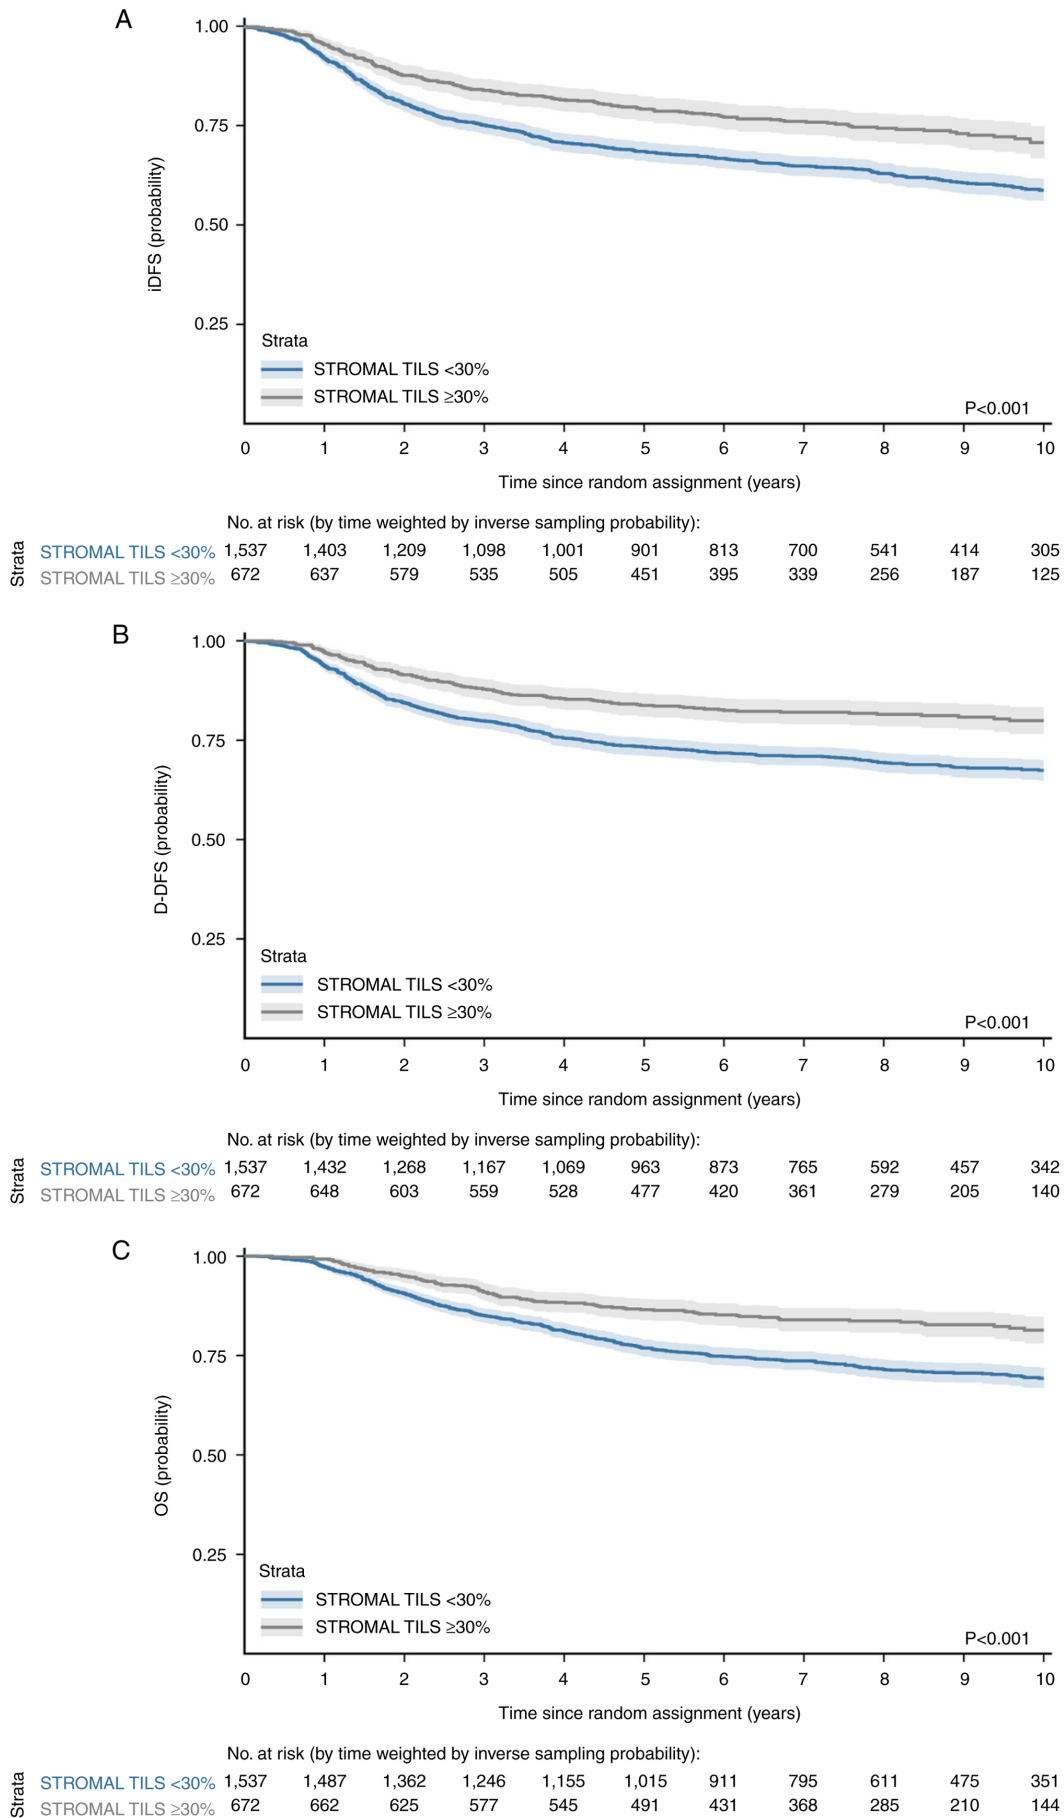 A
1.00
0.75
0.50
0.25
iDFS (probability)
Strata
STROMAL TILS <30%
STROMAL TILS ≥30%
P<0.001
0 1 2 3 4 5 6 7 8 9 10
Time since random assignment (years)
No. at risk (by time weighted by inverse sampling probability):
Strata
STROMAL TILS <30% 1,537 1,403 1,209 1,098 1,001 901 813 700 541 414 305
STROMAL TILS ≥30% 672 637 579 535 505 451 395 339 256 187 125
B
1.00
0.75
0.50
0.25
D-DFS (probability)
Strata
STROMAL TILS <30%
STROMAL TILS ≥30%
P<0.001
0 1 2 3 4 5 6 7 8 9 10
Time since random assignment (years)
No. at risk (by time weighted by inverse sampling probability):
Strata
STROMAL TILS <30% 1,537 1,432 1,268 1,167 1,069 963 873 765 592 457 342
STROMAL TILS ≥30% 672 648 603 559 528 477 420 361 279 205 140
C
1.00
0.75
0.50
0.25
OS (probability)
Strata
STROMAL TILS <30%
STROMAL TILS ≥30%
P<0.001
0 1 2 3 4 5 6 7 8 9 10
Time since random assignment (years)
No. at risk (by time weighted by inverse sampling probability):
Strata
STROMAL TILS <30% 1,537 1,487 1,362 1,246 1,155 1,015 911 795 611 475 351
STROMAL TILS ≥30% 672 662 625 577 545 491 431 368 285 210 144